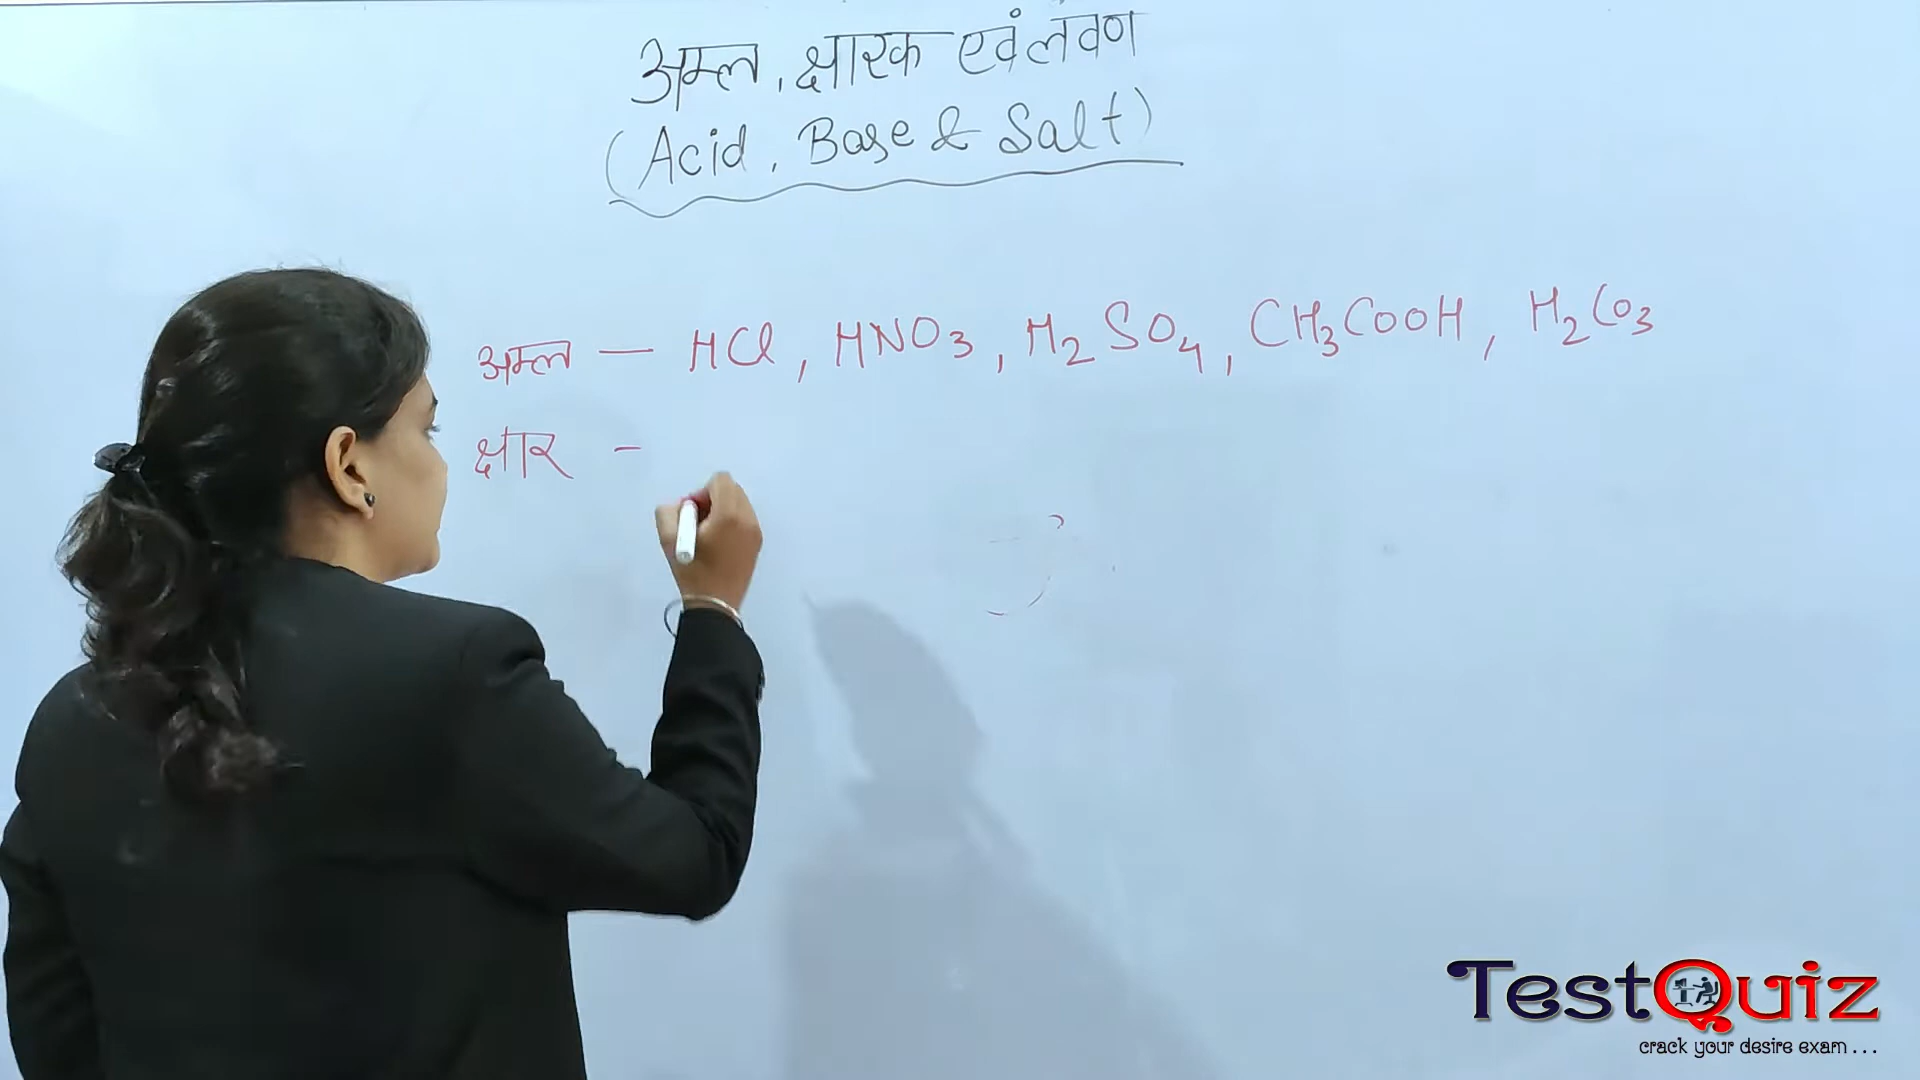 अम्ल, क्षारक एवं लवण
(Acid, Base & Salt)
अम्ल — HCl, HNO3, H2SO4, CH3COOH, H2CO3
क्षार -
TestQuiz
crack your desire exam ...